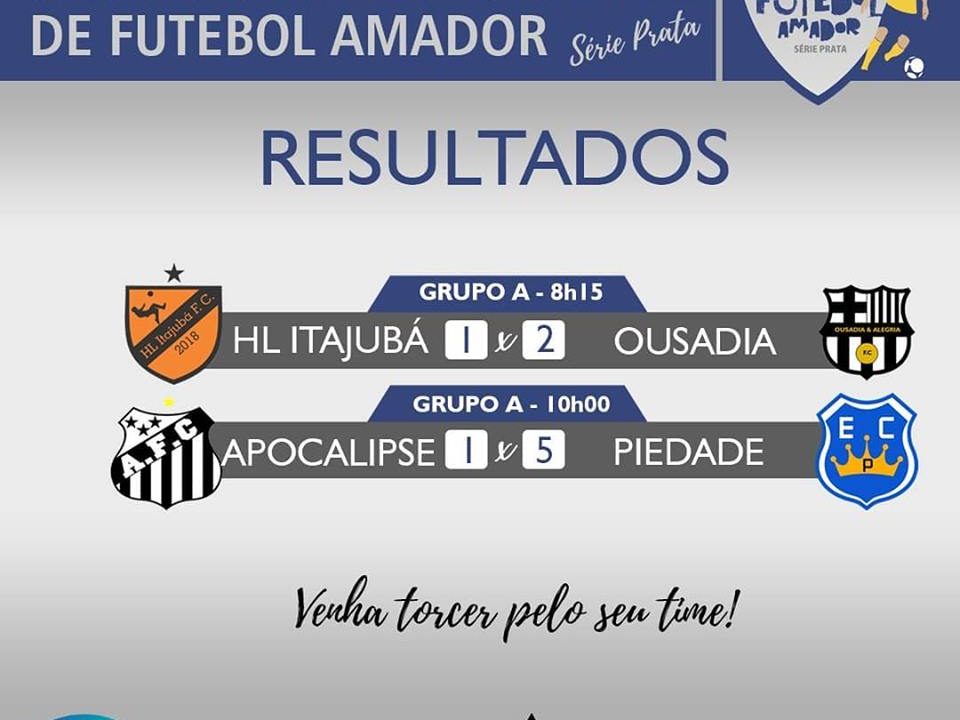 DE FUTEBOL AMADOR Série Prata
FUTEBOL
AMADOR
SÉRIE PRATA
RESULTADOS
GRUPO A - 8h15
HL Itajubá F.C.
2018
HL ITAJUBÁ 1 x 2 OUSADIA
OUSADIA & ALEGRIA
F.C
GRUPO A - 10h00
A.F.C
APOCALIPSE 1 x 5 PIEDADE
E C
P
Venha torcer pelo seu time!